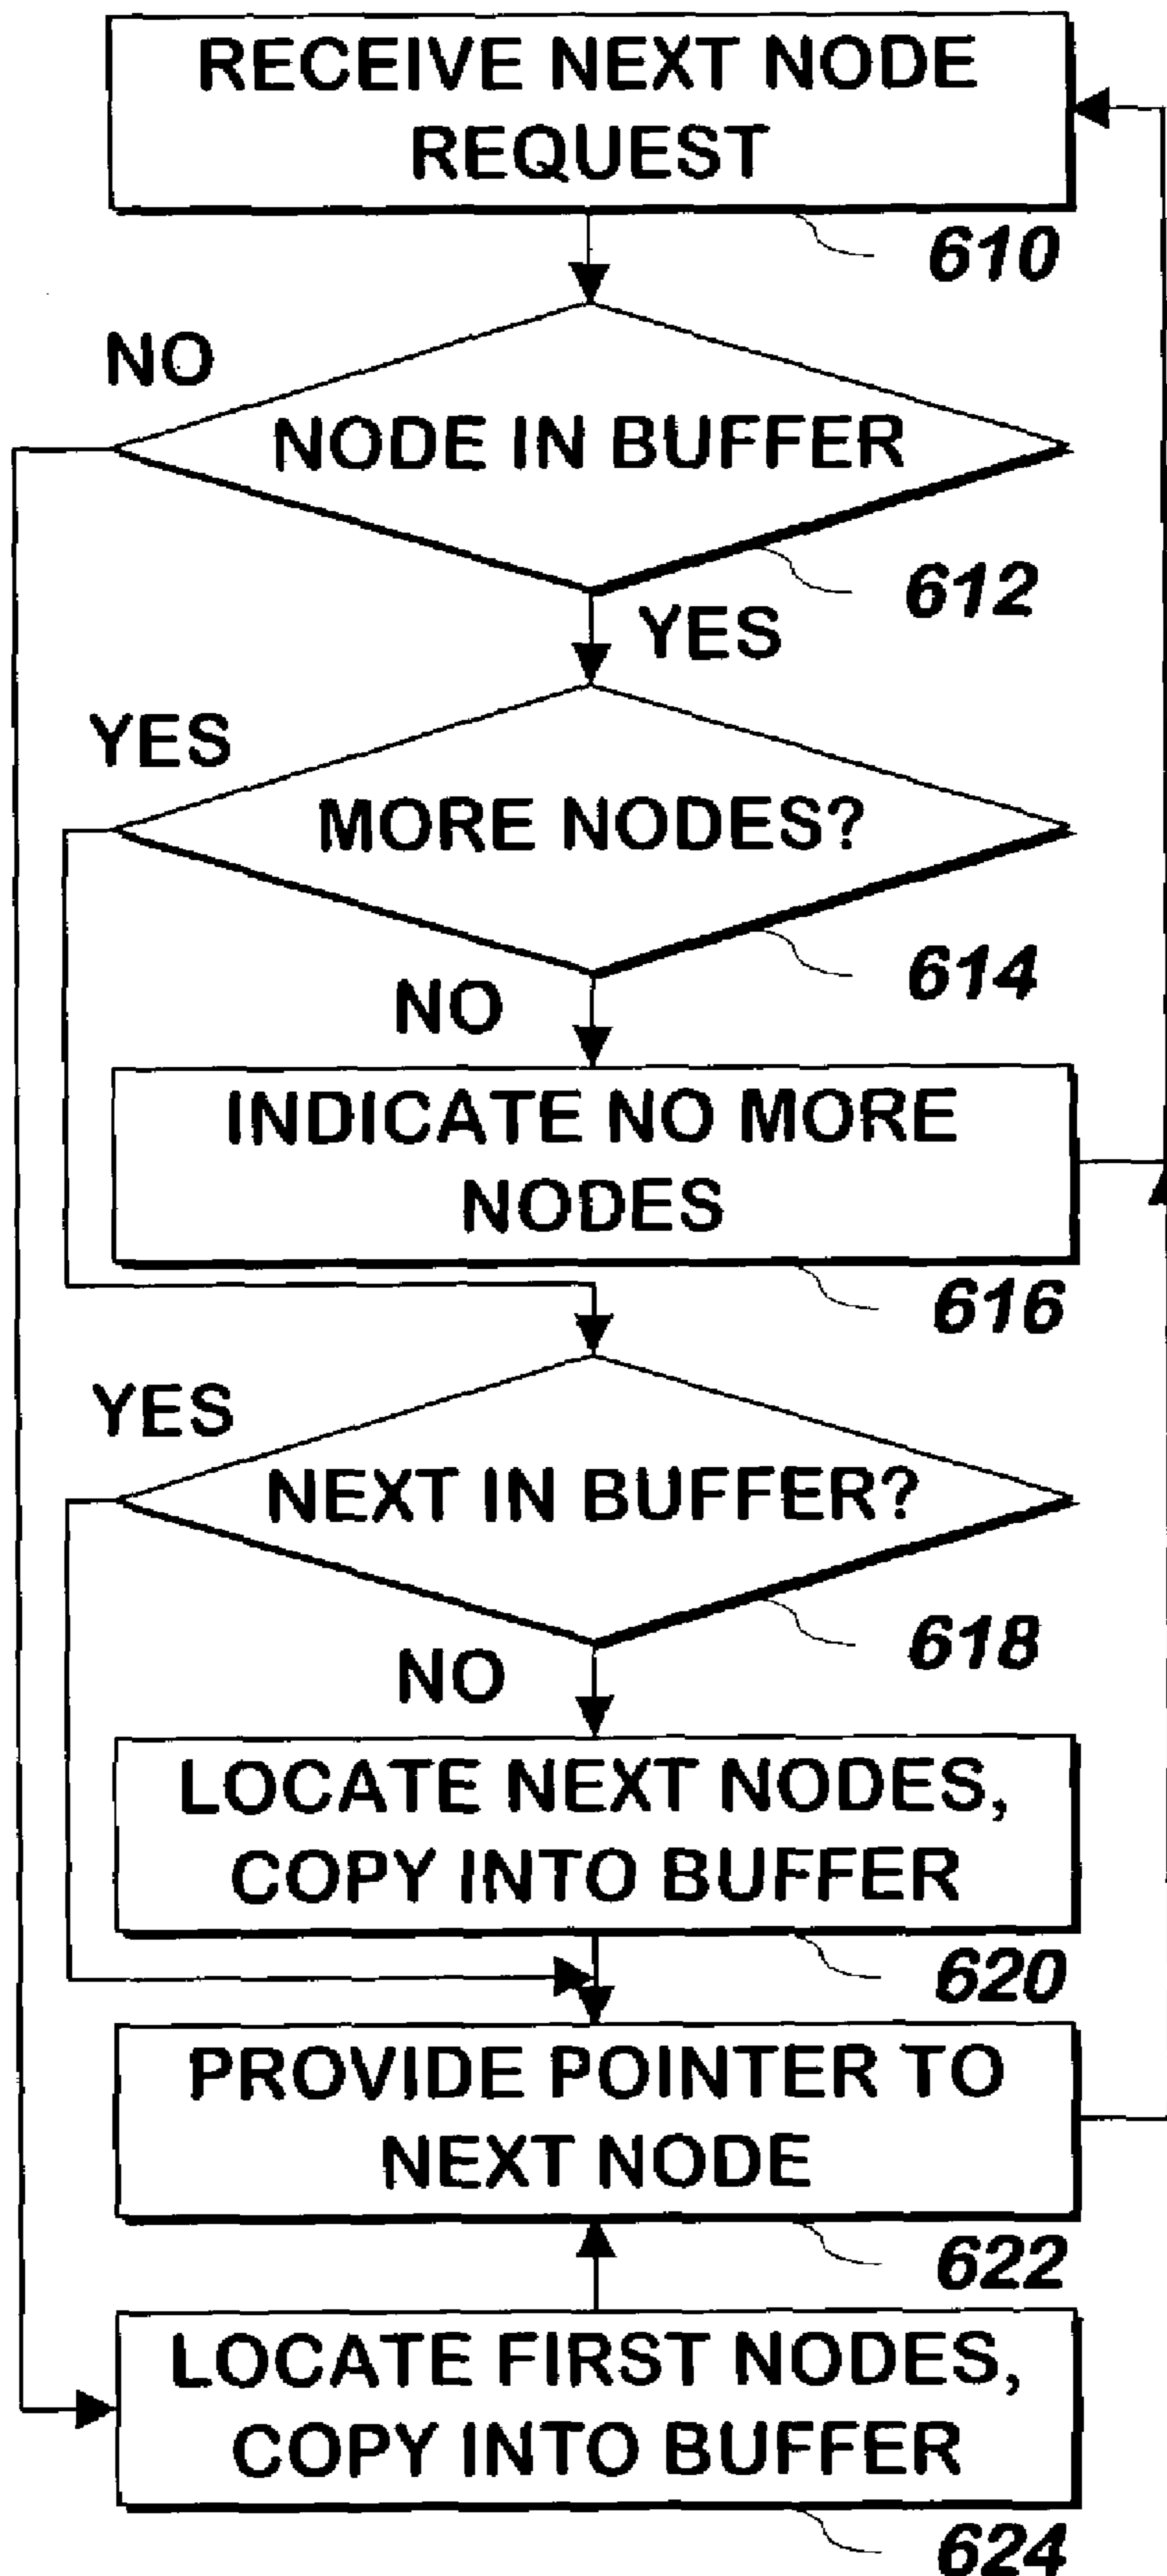 RECEIVE NEXT NODE
REQUEST
610
NO
NODE IN BUFFER
612
YES
YES
MORE NODES?
614
NO
INDICATE NO MORE
NODES
616
YES
NEXT IN BUFFER?
618
NO
LOCATE NEXT NODES,
COPY INTO BUFFER
620
PROVIDE POINTER TO
NEXT NODE
622
LOCATE FIRST NODES,
COPY INTO BUFFER
624